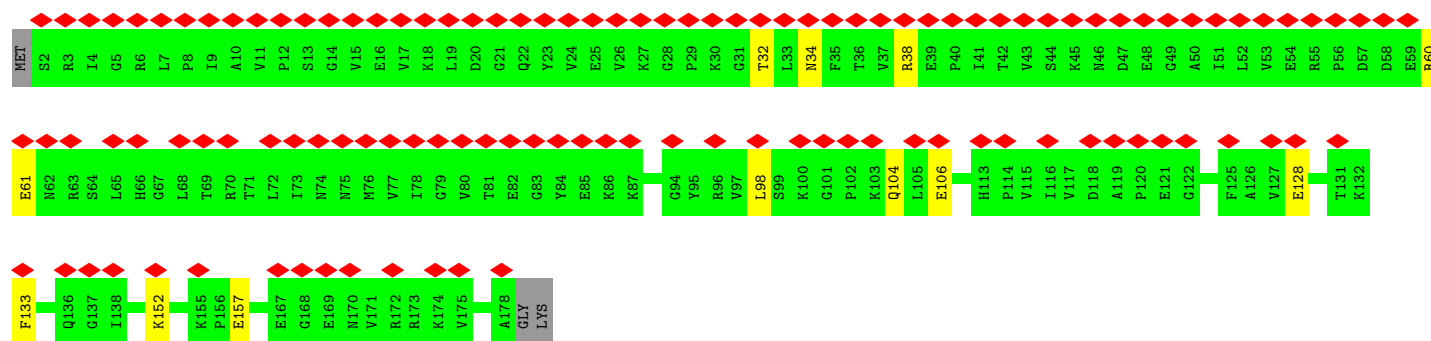 MET S2 R3 I4 G5 R6 L7 P8 I9 A10 V11 P12 S13 G14 V15 E16 V17 K18 L19 D20 G21 Q22 Y23 V24 E25 V26 K27 G28 P29 K30 G31 T32 L33 N34 F35 T36 V37 R38 E39 P40 I41 T42 V43 S44 K45 N46 D47 E48 G49 A50 I51 L52 V53 E54 R55 P56 D57 D58 E59 R60
E61 N62 R63 S64 L65 H66 G67 L68 T69 R70 T71 L72 I73 N74 N75 M76 V77 I78 G79 V80 T81 E82 G83 Y84 E85 K86 K87 G94 Y95 R96 V97 L98 S99 K100 G101 P102 K103 Q104 L105 E106 H113 P114 V115 I116 V117 D118 A119 P120 E121 G122 F125 A126 V127 E128 T131 K132
F133 Q136 G137 I138 K152 K155 P156 E157 E167 G168 E169 N170 V171 R172 R173 K174 V175 A178 GLY LYS